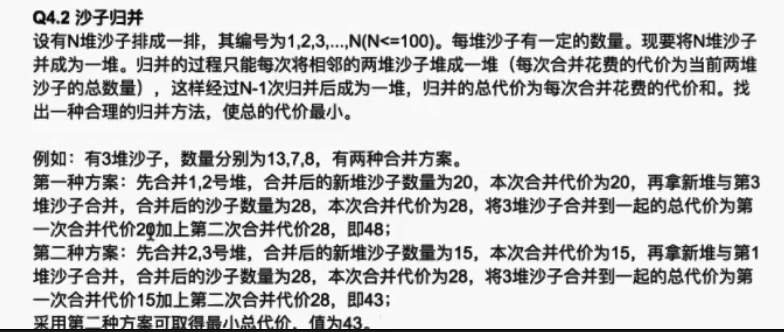 Q4.2 沙子归并
设有N堆沙子排成一排，其编号为1,2,3,...,N(N<=100)。每堆沙子有一定的数量。现要将N堆沙子
并成为一堆。归并的过程只能每次将相邻的两堆沙子堆成一堆（每次合并花费的代价为当前两堆
沙子的总数量），这样经过N-1次归并后成为一堆，归并的总代价为每次合并花费的代价和。找
出一种合理的归并方法，使总的代价最小。
例如：有3堆沙子，数量分别为13,7,8，有两种合并方案。
第一种方案：先合并1,2号堆，合并后的新堆沙子数量为20，本次合并代价为20，再拿新堆与第3
堆沙子合并，合并后的沙子数量为28，本次合并代价为28，将3堆沙子合并到一起的总代价为第
一次合并代价20加上第二次合并代价28，即48；
第二种方案：先合并2,3号堆，合并后的新堆沙子数量为15，本次合并代价为15，再拿新堆与第1
堆沙子合并，合并后的沙子数量为28，本次合并代价为28，将3堆沙子合并到一起的总代价为第
一次合并代价15加上第二次合并代价28，即43；
采用第二种方案可取得最小总代价，值为43。